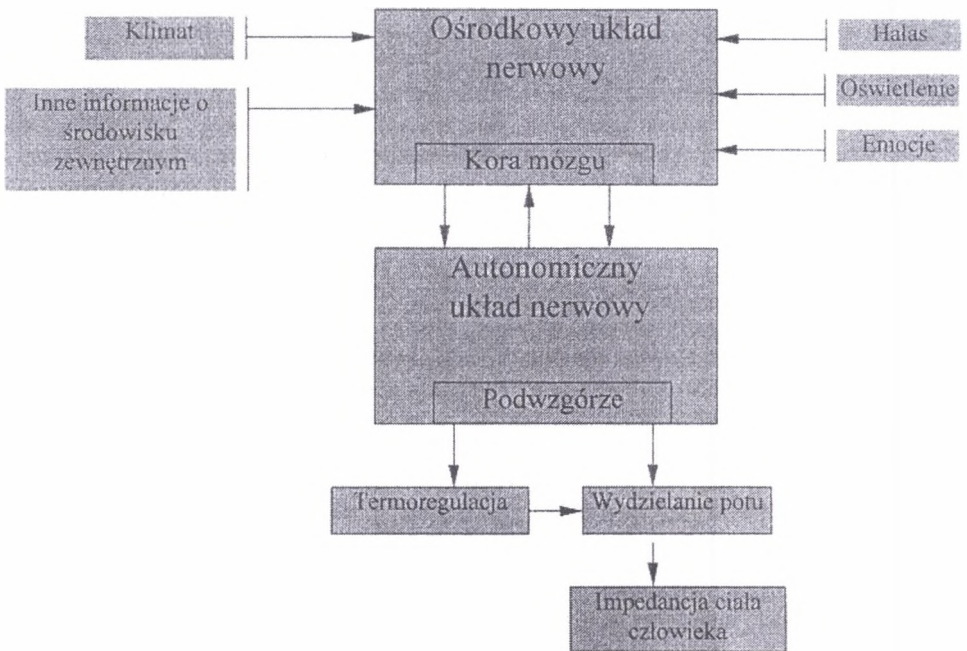 Klimat
Ośrodkowy układ
nerwowy
Hałas
Inne informacje o
środowisku
zewnętrznym
Oświetlenie
Emocje
Kora mózgu
Autonomiczny
układ nerwowy
Podwzgórze
Termoregulacja
Wydzielanie potu
Impedancja ciała
człowieka